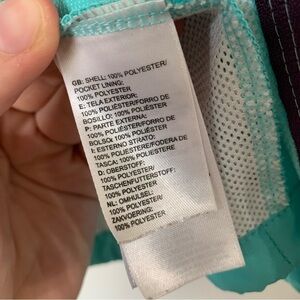 GB: SHELL: 100% POLYESTER/
POCKET LINING:
100% POLYESTER
E: TELA EXTERIOR:
100% POLIÉSTER/FORRO DE
BOSILLO: 100% POLIÉSTER
P: PARTE EXTERNA:
100% POLIÉSTER/FORRO DE
BOLSO: 100% POLIÉSTER
I: ESTERNO STRATO:
100% POLIESTERE/FODERA DE
TASCA: 100% POLIESTERE
D: OBERSTOFF:
100% POLYESTER/
TASCHENFUTTERSTOFF:
100% POLYESTER
NL: OMHULSEL:
100% POLYESTER/
ZAKVOERING:
100% POLYESTER